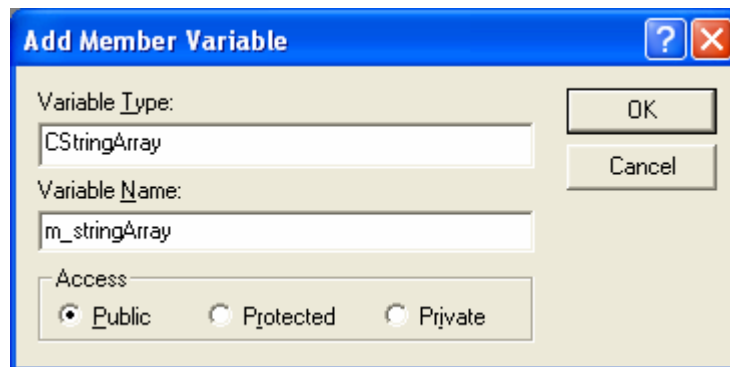 Add Member Variable
Variable Type:
OK
CStringArray
Cancel
Variable Name:
m_stringArray
Access
Public Protected Private